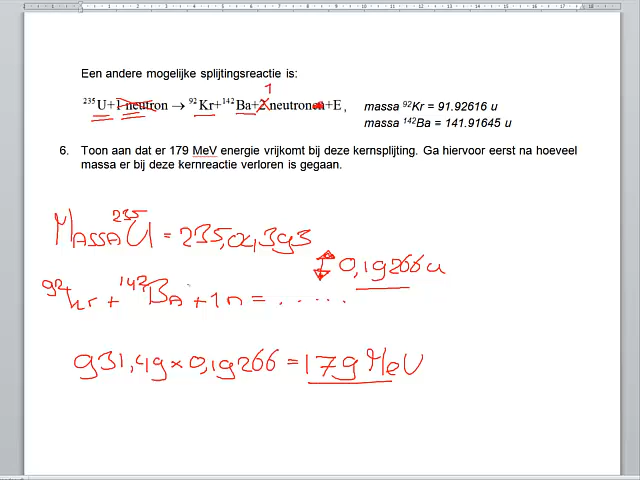 Een andere mogelijke splijtingsreactie is:
1
²³⁵U+1 neutron → ⁹²Kr+¹⁴²Ba+2 neutronen+E, massa ⁹²Kr = 91.92616 u
massa ¹⁴²Ba = 141.91645 u
6. Toon aan dat er 179 MeV energie vrijkomt bij deze kernsplijting. Ga hiervoor eerst na hoeveel
massa er bij deze kernreactie verloren is gegaan.
Massa ²³⁵U = 235,04393
0,19266 u
⁹²Kr + ¹⁴²Ba + 1n = ......
931,49 x 0,19266 = 179 MeV